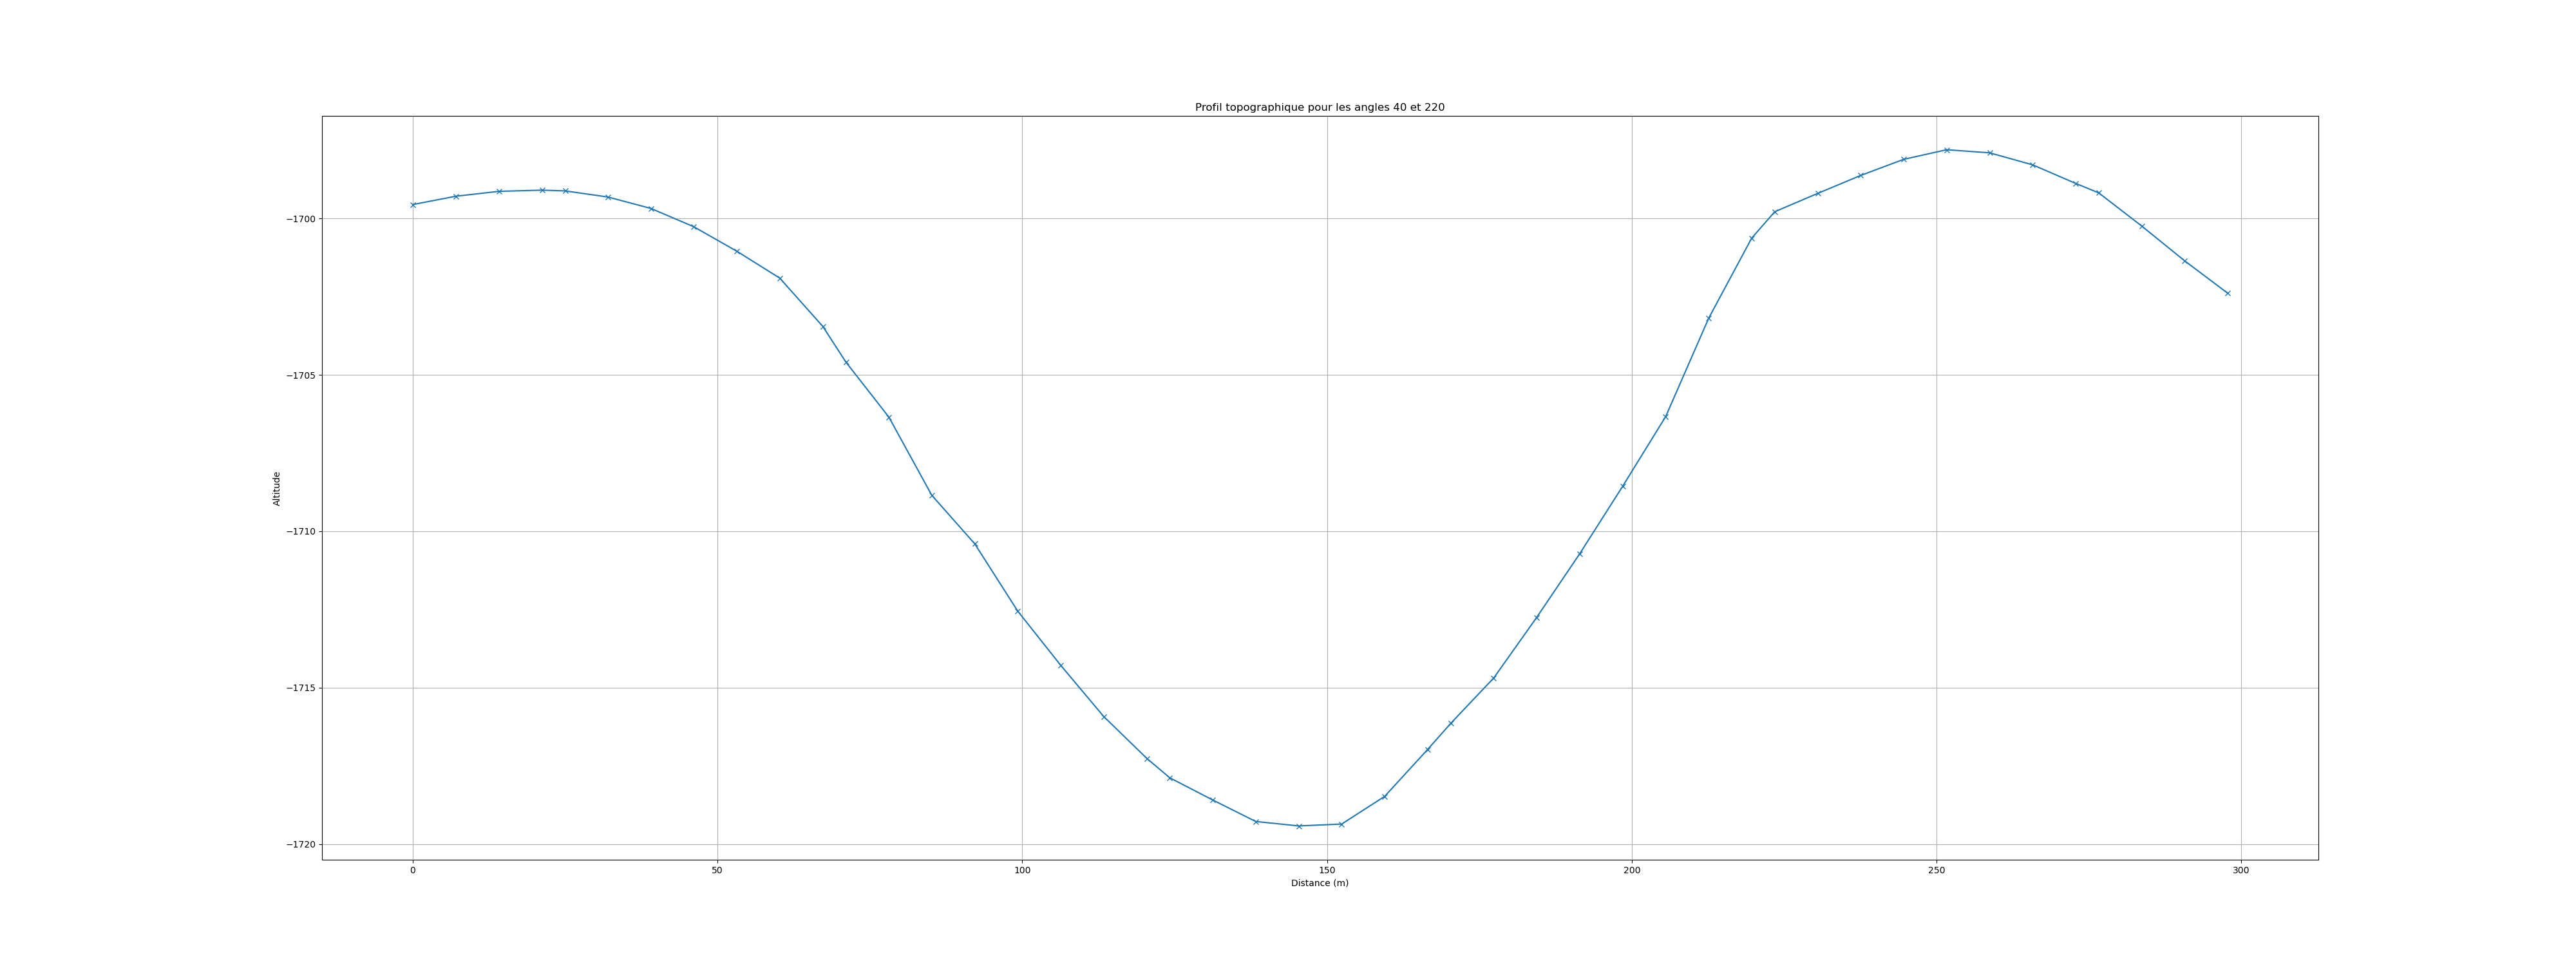 Profil topographique pour les angles 40 et 220
Altitude
−1700
−1705
−1710
−1715
−1720
0 50 100 150 200 250 300
Distance (m)